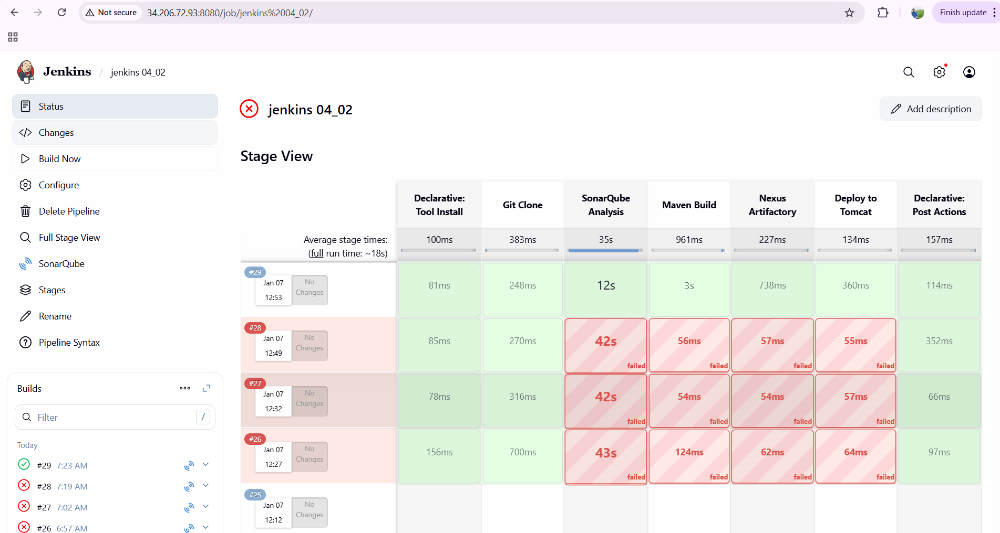 Not secure
34.206.72.93:8080/job/jenkins%2004_02/
Finish update
Jenkins / jenkins 04_02
Status
Changes
Build Now
Configure
Delete Pipeline
Full Stage View
SonarQube
Stages
Rename
Pipeline Syntax
Builds
Filter
/
Today
#29 7:23 AM
#28 7:19 AM
#27 7:02 AM
#26 6:57 AM
jenkins 04_02
Add description
Stage View
Declarative: Tool Install
Git Clone
SonarQube Analysis
Maven Build
Nexus Artifactory
Deploy to Tomcat
Declarative: Post Actions
Average stage times:
(full run time: ~18s)
100ms 383ms 35s 961ms 227ms 134ms 157ms
#29
Jan 07
12:53
No Changes
81ms 248ms 12s 3s 738ms 360ms 114ms
#28
Jan 07
12:49
No Changes
85ms 270ms 42s 56ms 57ms 55ms 352ms
failed failed failed failed
#27
Jan 07
12:32
No Changes
78ms 316ms 42s 54ms 54ms 57ms 66ms
failed failed failed failed
#26
Jan 07
12:27
No Changes
156ms 700ms 43s 124ms 62ms 64ms 97ms
failed failed failed failed
#25
Jan 07
12:12
No Changes